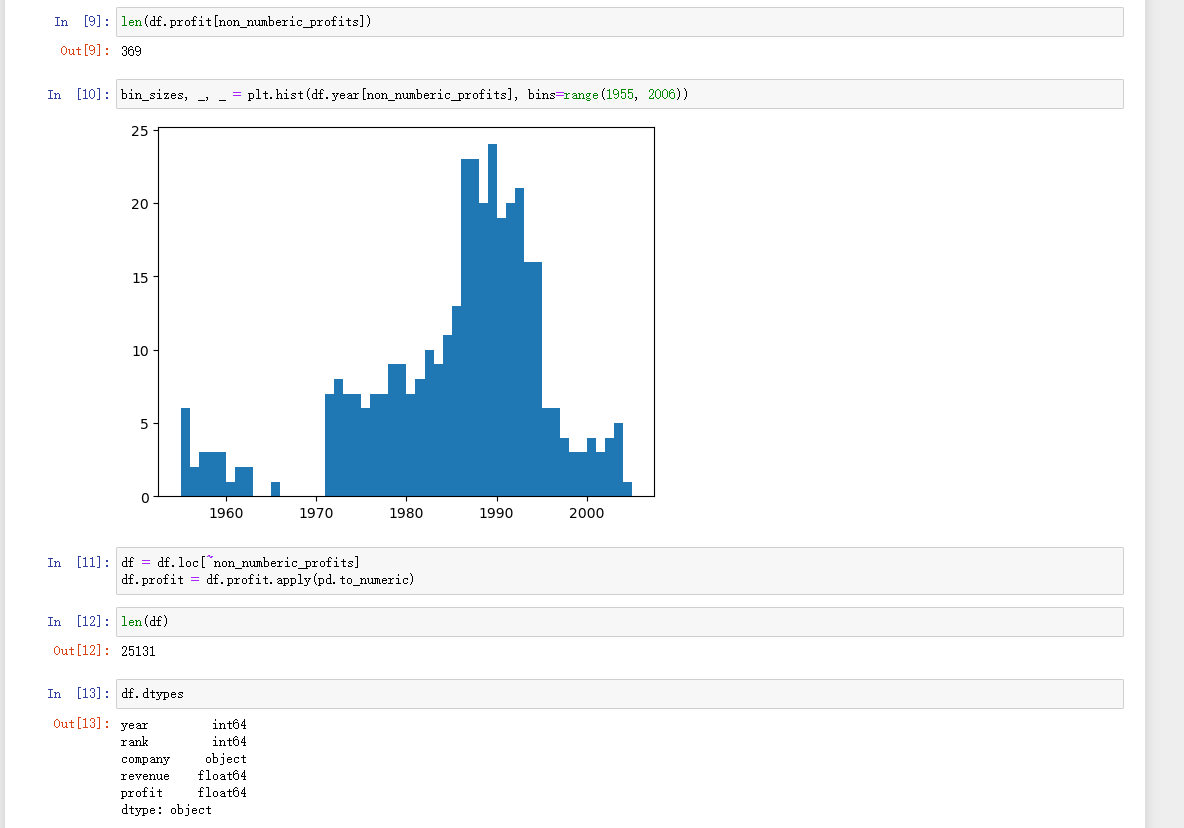 In [9]: len(df.profit[non_numberic_profits])
Out[9]: 369
In [10]: bin_sizes, _, _ = plt.hist(df.year[non_numberic_profits], bins=range(1955, 2006))
25
20
15
10
5
0
1960 1970 1980 1990 2000
In [11]: df = df.loc[~non_numberic_profits]
df.profit = df.profit.apply(pd.to_numeric)
In [12]: len(df)
Out[12]: 25131
In [13]: df.dtypes
Out[13]: year int64
rank int64
company object
revenue float64
profit float64
dtype: object